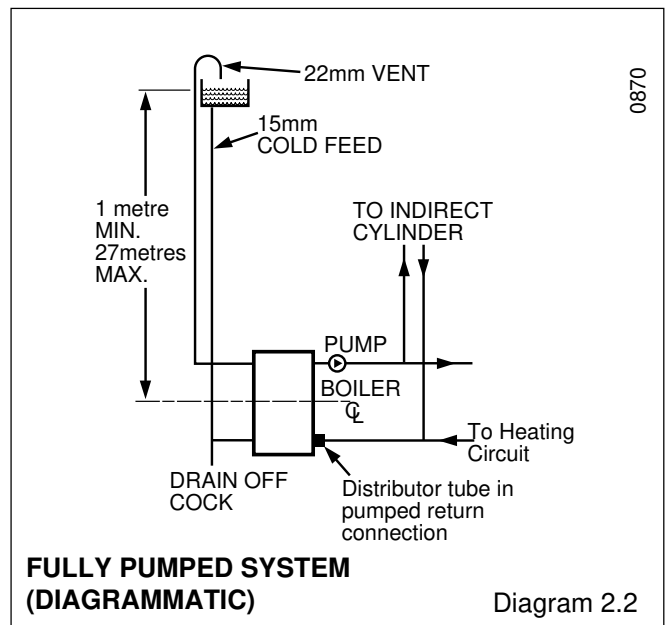 22mm VENT
0870
15mm
COLD FEED
1 metre
MIN.
27metres
MAX.
TO INDIRECT
CYLINDER
PUMP
BOILER
℄
To Heating
Circuit
DRAIN OFF
COCK
Distributor tube in
pumped return
connection
FULLY PUMPED SYSTEM
(DIAGRAMMATIC)
Diagram 2.2